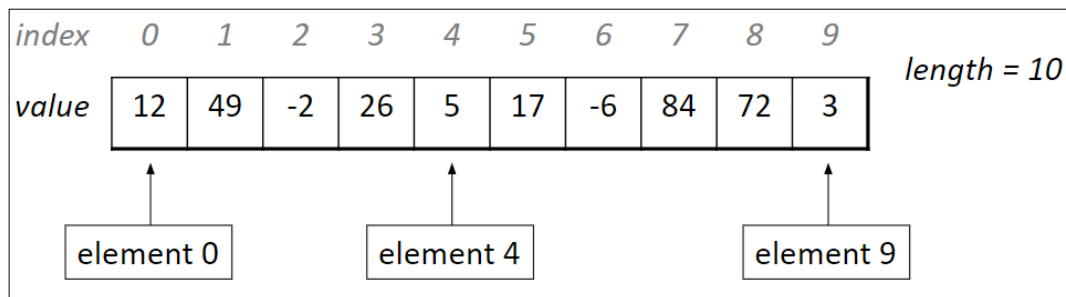 index 0 1 2 3 4 5 6 7 8 9
length = 10
value 12 49 -2 26 5 17 -6 84 72 3
element 0 element 4 element 9